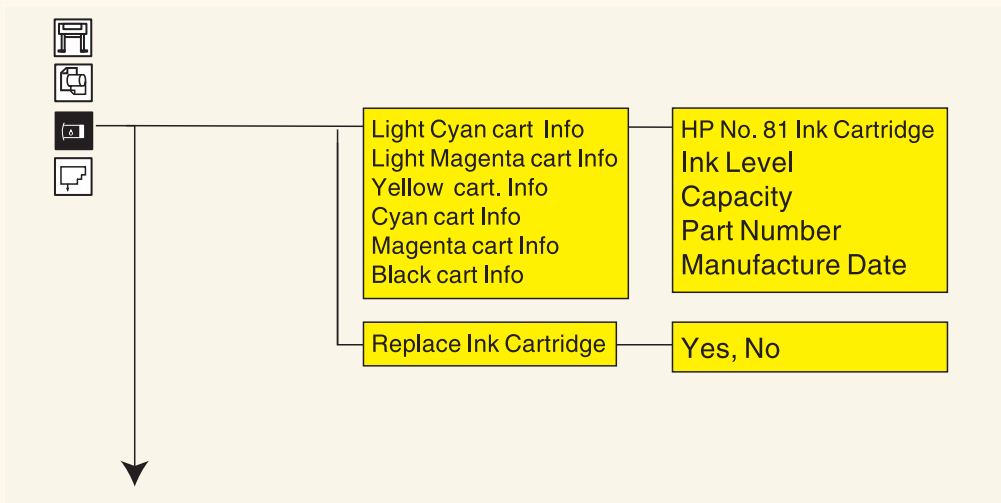 Light Cyan cart Info
Light Magenta cart Info
Yellow cart. Info
Cyan cart Info
Magenta cart Info
Black cart Info
HP No. 81 Ink Cartridge
Ink Level
Capacity
Part Number
Manufacture Date
Replace Ink Cartridge
Yes, No